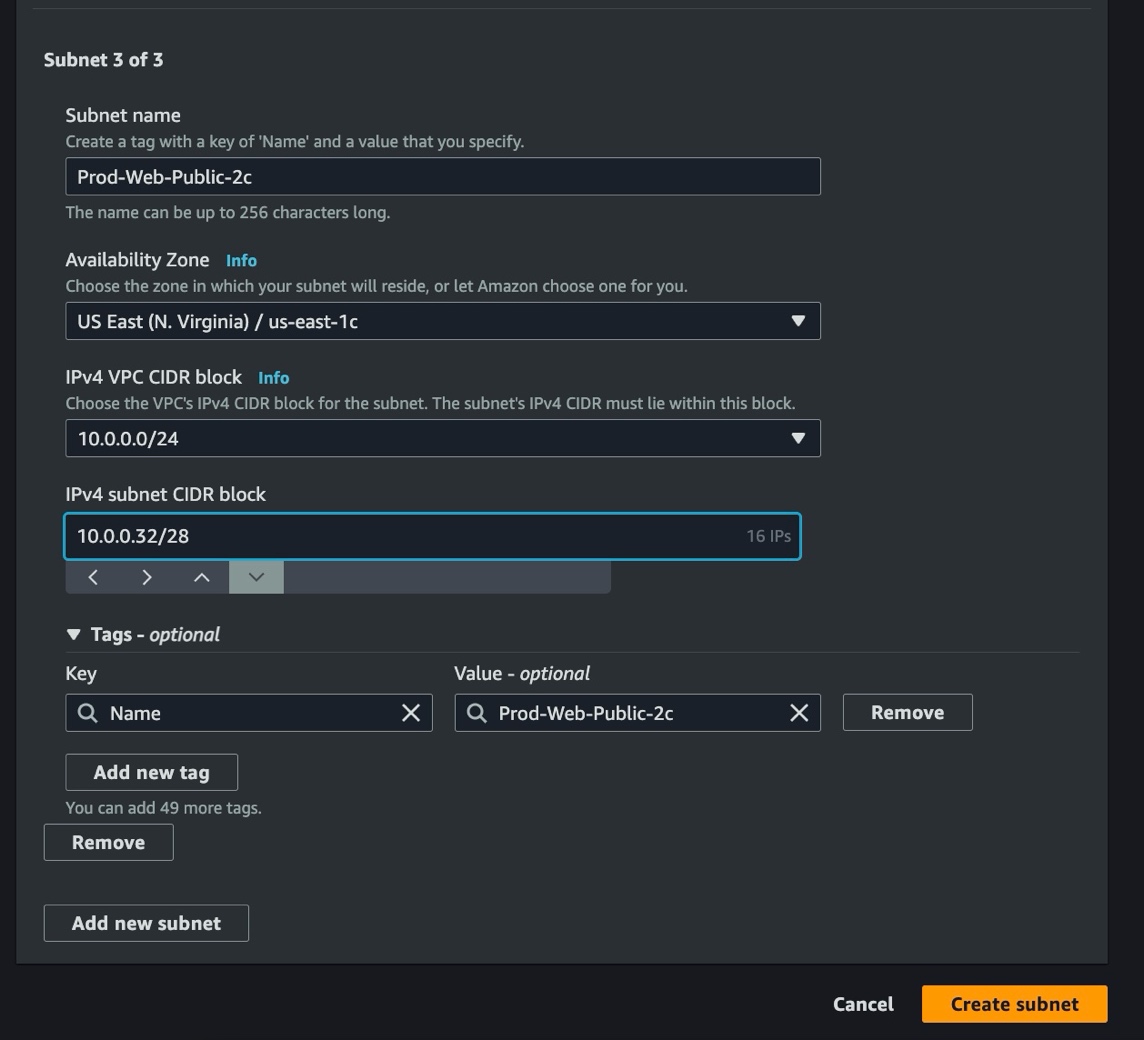 Subnet 3 of 3
Subnet name
Create a tag with a key of 'Name' and a value that you specify.
Prod-Web-Public-2c
The name can be up to 256 characters long.
Availability Zone Info
Choose the zone in which your subnet will reside, or let Amazon choose one for you.
US East (N. Virginia) / us-east-1c
IPv4 VPC CIDR block Info
Choose the VPC's IPv4 CIDR block for the subnet. The subnet's IPv4 CIDR must lie within this block.
10.0.0.0/24
IPv4 subnet CIDR block
10.0.0.32/28 16 IPs
Tags - optional
Key Value - optional
Name Prod-Web-Public-2c Remove
Add new tag
You can add 49 more tags.
Remove
Add new subnet
Cancel Create subnet